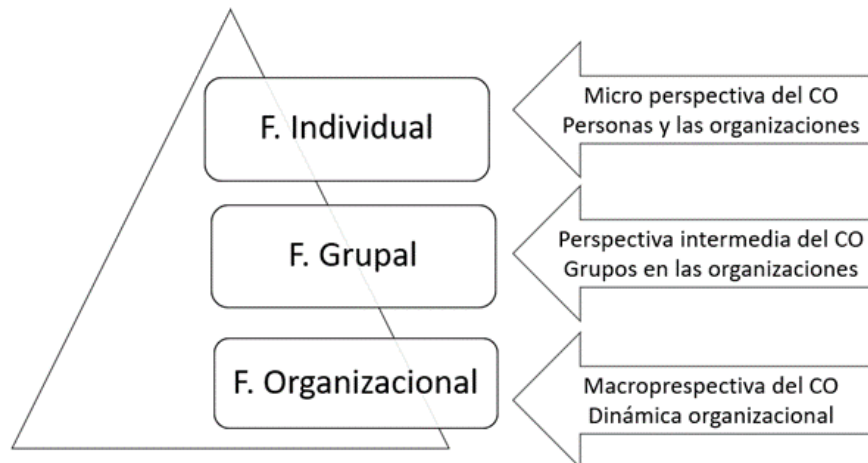 F. Individual
Micro perspectiva del CO
Personas y las organizaciones
F. Grupal
Perspectiva intermedia del CO
Grupos en las organizaciones
F. Organizacional
Macroprespectiva del CO
Dinámica organizacional